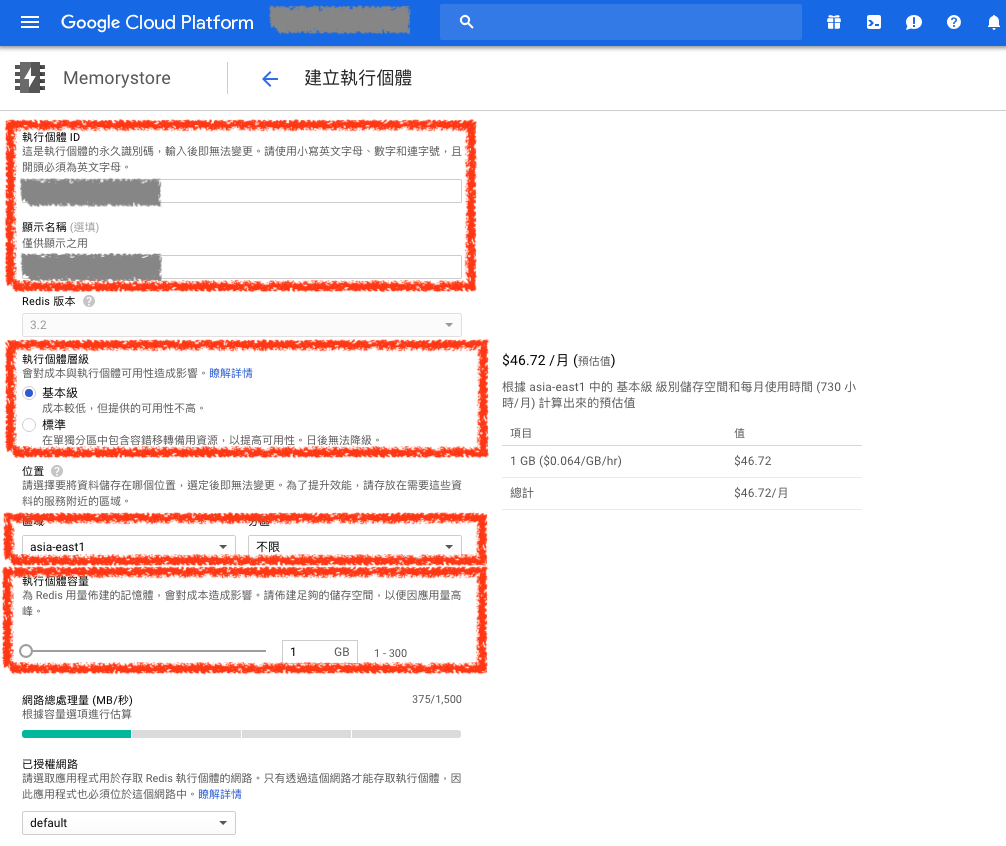 Google Cloud Platform
Memorystore
建立執行個體
執行個體 ID
這是執行個體的永久識別碼，輸入後即無法變更。請使用小寫英文字母、數字和連字號，且
開頭必須為英文字母。
顯示名稱 (選填)
僅供顯示之用
Redis 版本
3.2
執行個體層級
會對成本與執行個體可用性造成影響。瞭解詳情
基本級
成本較低，但提供的可用性不高。
標準
在單獨分區中包含容錯移轉備用資源，以提高可用性。日後無法降級。
位置
請選擇要將資料儲存在哪個位置，選定後即無法變更。為了提升效能，請存放在需要這些資
料的服務附近的區域。
區域 分區
asia-east1 不限
執行個體容量
為 Redis 用量佈建的記憶體，會對成本造成影響。請佈建足夠的儲存空間，以便因應用量高
峰。
1 GB 1 - 300
網路總處理量 (MB/秒) 375/1,500
根據容量選項進行估算
已授權網路
請選取應用程式用於存取 Redis 執行個體的網路。只有透過這個網路才能存取執行個體，因
此應用程式也必須位於這個網路中。瞭解詳情
default
$46.72 /月 (預估值)
根據 asia-east1 中的 基本級 級別儲存空間和每月使用時間 (730 小
時/月) 計算出來的預估值
項目 值
1 GB ($0.064/GB/hr) $46.72
總計 $46.72/月